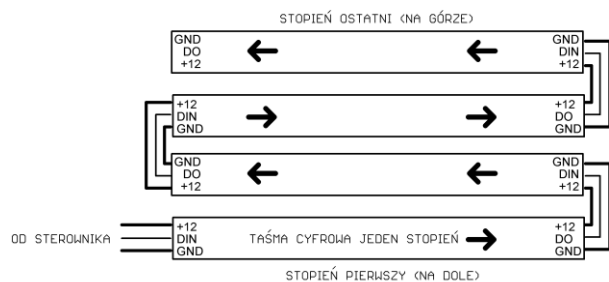 STOPIEŃ OSTATNI (NA GÓRZE)
GND GND
DO DIN
+12 +12
+12 +12
DIN DO
GND GND
GND GND
DO DIN
+12 +12
+12 +12
OD STEROWNIKA DIN TAŚMA CYFROWA JEDEN STOPIEŃ DO
GND GND
STOPIEŃ PIERWSZY (NA DOLE)